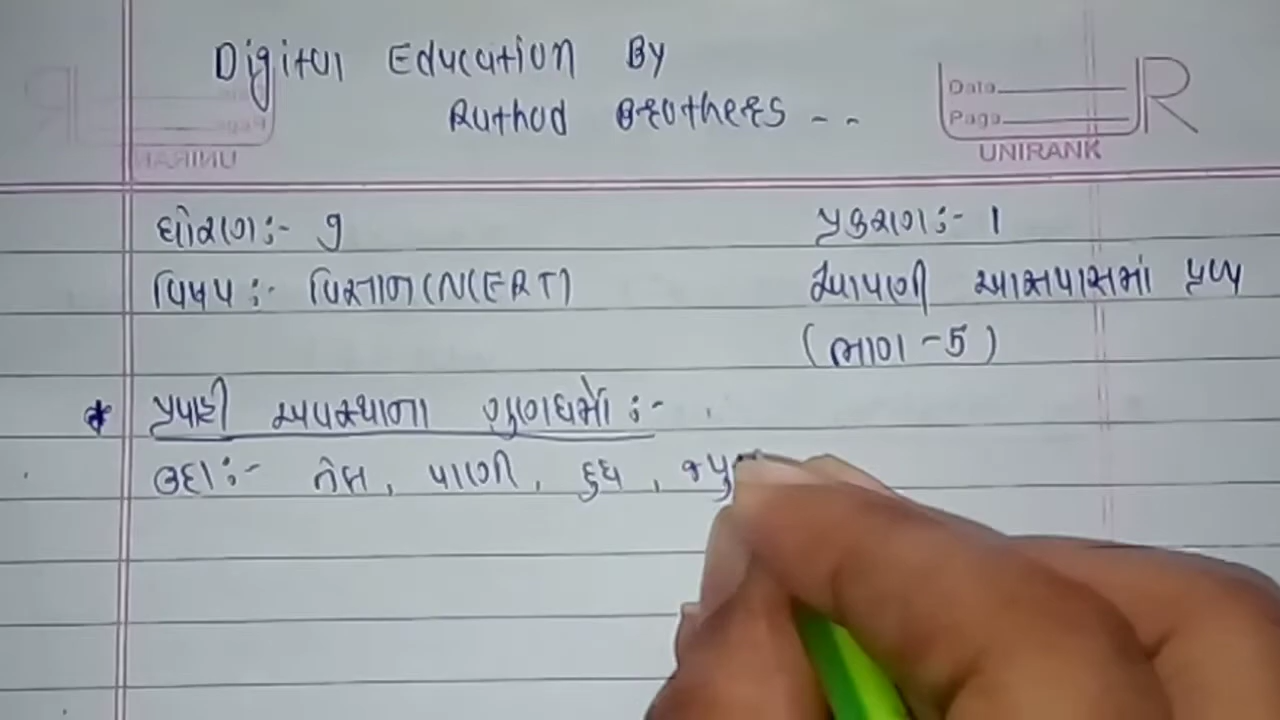 Digital Education By
Rathod Brothers - -
Data
Page
UNIRANK
ધોરણ:- 9
પ્રકરણ:- 1
વિષય:- વિજ્ઞાન (NCERT)
આપણી આસપાસમાં દ્રવ્ય
(ભાગ -5)
* પ્રવાહી અવસ્થાના ગુણધર્મો:-
ઉદા:- તેલ, પાણી, દુધ,